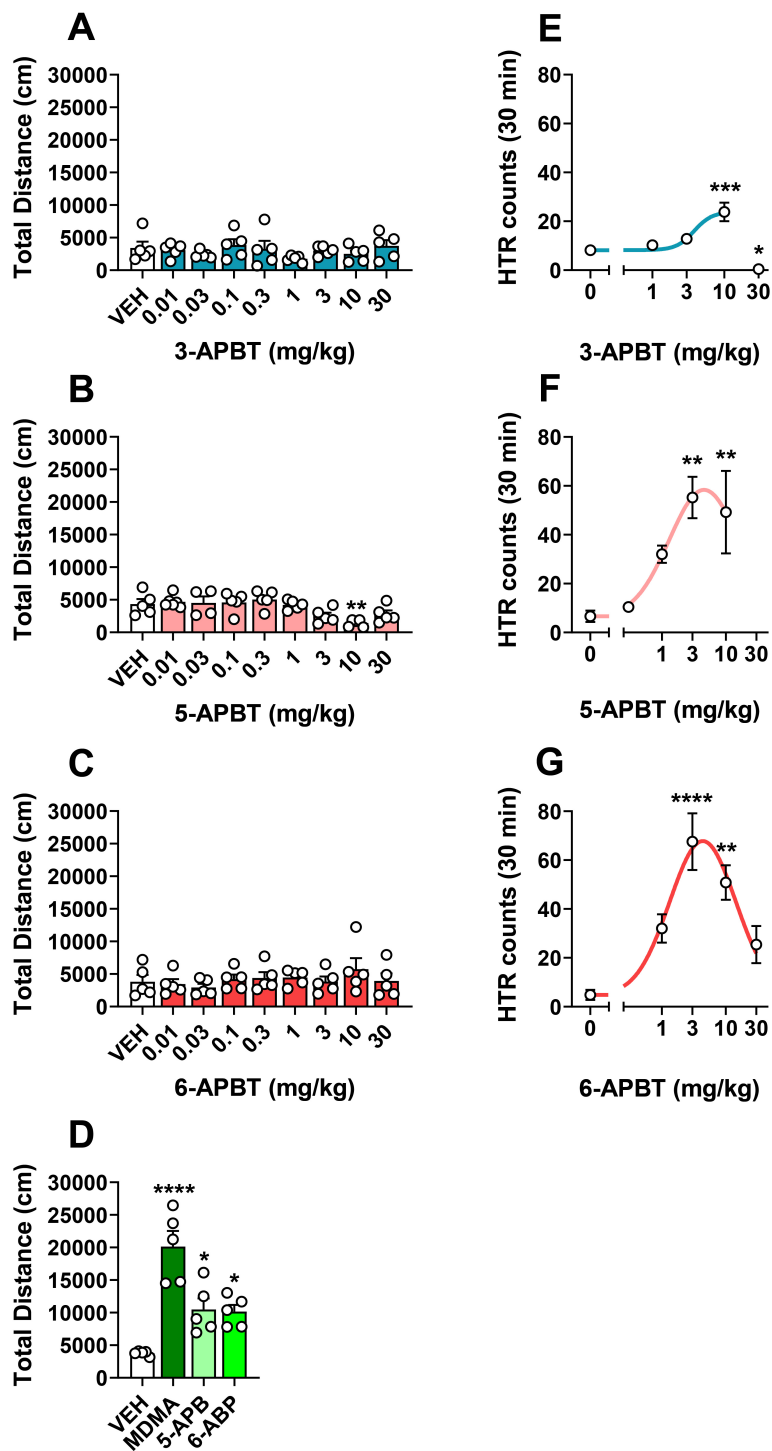 A
Total Distance (cm)
30000
25000
20000
15000
10000
5000
0
VEH 0.01 0.03 0.1 0.3 1 3 10 30
3-APBT (mg/kg)
E
HTR counts (30 min)
80
60
40
20
0
***
*
0 1 3 10 30
3-APBT (mg/kg)
B
Total Distance (cm)
30000
25000
20000
15000
10000
5000
0
**
VEH 0.01 0.03 0.1 0.3 1 3 10 30
5-APBT (mg/kg)
F
HTR counts (30 min)
80
60
40
20
0
** **
0 1 3 10 30
5-APBT (mg/kg)
C
Total Distance (cm)
30000
25000
20000
15000
10000
5000
0
VEH 0.01 0.03 0.1 0.3 1 3 10 30
6-APBT (mg/kg)
G
HTR counts (30 min)
80
60
40
20
0
****
**
0 1 3 10 30
6-APBT (mg/kg)
D
Total Distance (cm)
30000
25000
20000
15000
10000
5000
0
****
*
*
VEH MDMA 5-APB 6-ABP